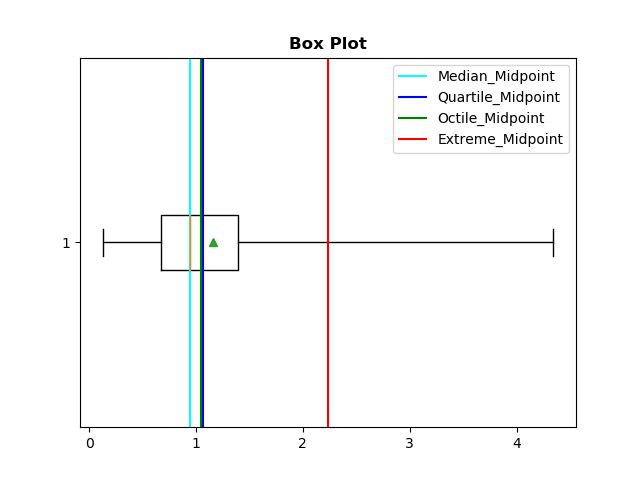 Box Plot
Median_Midpoint
Quartile_Midpoint
Octile_Midpoint
Extreme_Midpoint
1
0 1 2 3 4